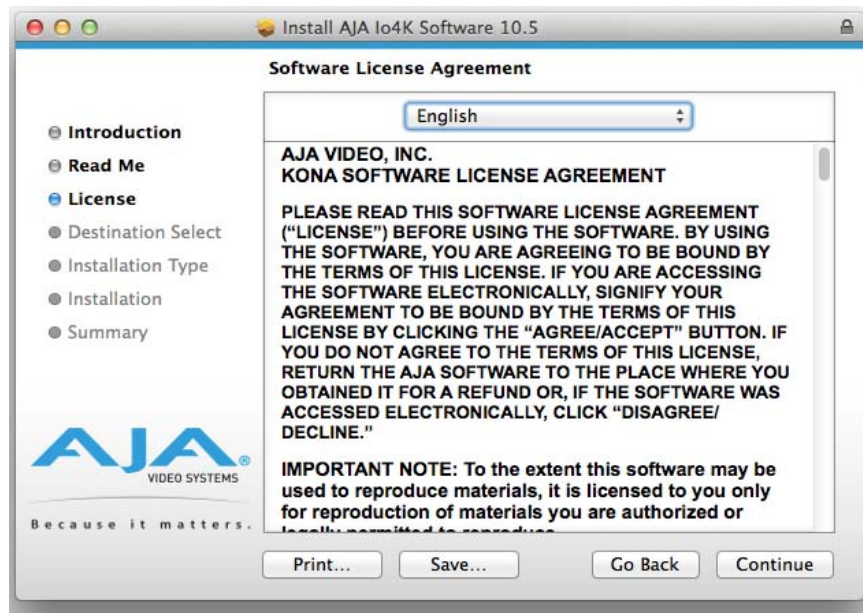 Install AJA Io4K Software 10.5
Software License Agreement
Introduction
Read Me
License
Destination Select
Installation Type
Installation
Summary
AJA®
VIDEO SYSTEMS
Because it matters.
English
AJA VIDEO, INC.
KONA SOFTWARE LICENSE AGREEMENT
PLEASE READ THIS SOFTWARE LICENSE AGREEMENT
(“LICENSE”) BEFORE USING THE SOFTWARE. BY USING
THE SOFTWARE, YOU ARE AGREEING TO BE BOUND BY
THE TERMS OF THIS LICENSE. IF YOU ARE ACCESSING
THE SOFTWARE ELECTRONICALLY, SIGNIFY YOUR
AGREEMENT TO BE BOUND BY THE TERMS OF THIS
LICENSE BY CLICKING THE “AGREE/ACCEPT” BUTTON. IF
YOU DO NOT AGREE TO THE TERMS OF THIS LICENSE,
RETURN THE AJA SOFTWARE TO THE PLACE WHERE YOU
OBTAINED IT FOR A REFUND OR, IF THE SOFTWARE WAS
ACCESSED ELECTRONICALLY, CLICK “DISAGREE/
DECLINE.”
IMPORTANT NOTE: To the extent this software may be
used to reproduce materials, it is licensed to you only
for reproduction of materials you are authorized or
legally permitted to reproduce.
Print...
Save...
Go Back
Continue